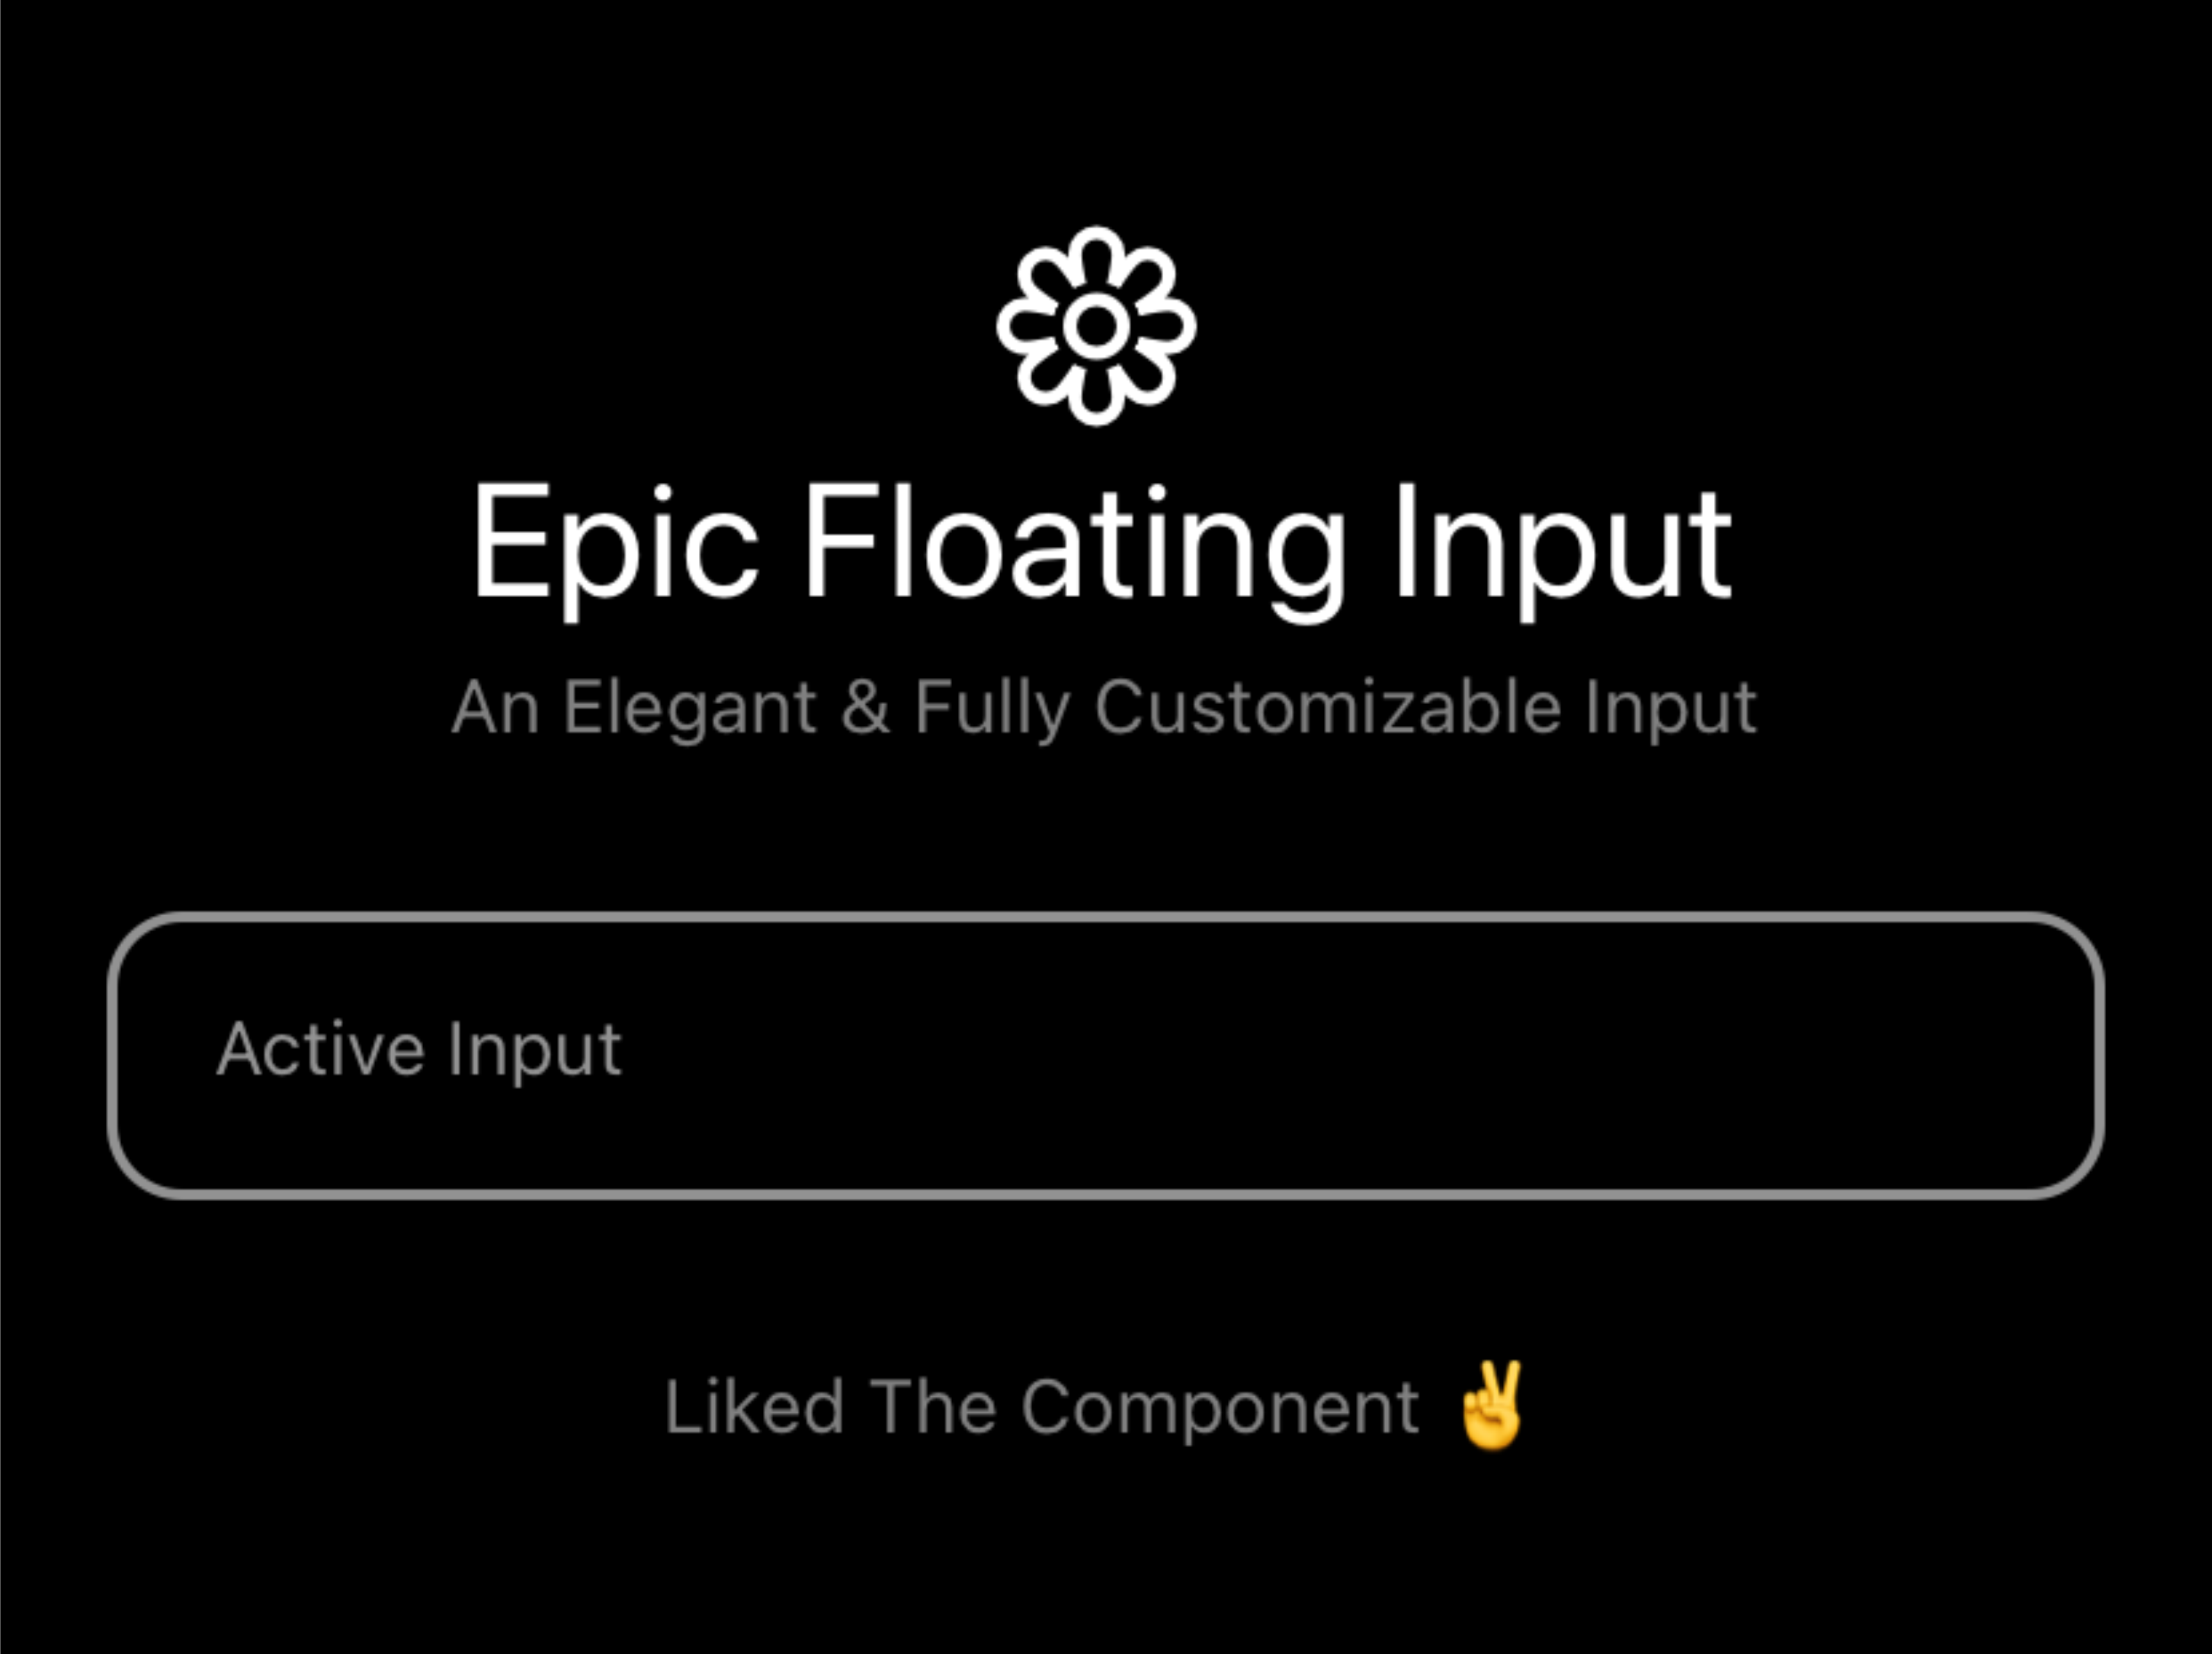 Epic Floating Input
An Elegant & Fully Customizable Input
Active Input
Liked The Component ✌️